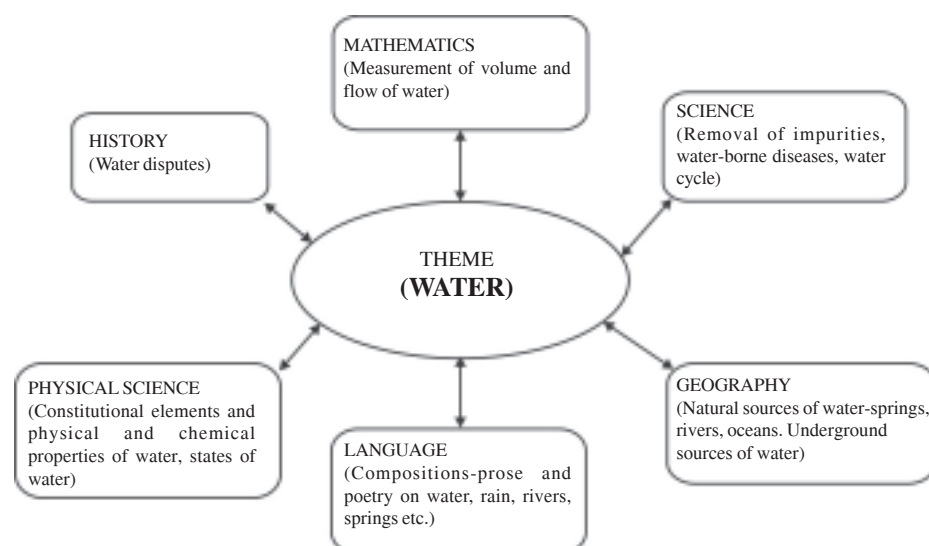 MATHEMATICS
(Measurement of volume and
flow of water)
HISTORY
(Water disputes)
SCIENCE
(Removal of impurities,
water-borne diseases, water
cycle)
THEME
(WATER)
PHYSICAL SCIENCE
(Constitutional elements and
physical and chemical
properties of water, states of
water)
LANGUAGE
(Compositions-prose and
poetry on water, rain, rivers,
springs etc.)
GEOGRAPHY
(Natural sources of water-springs,
rivers, oceans. Underground
sources of water)